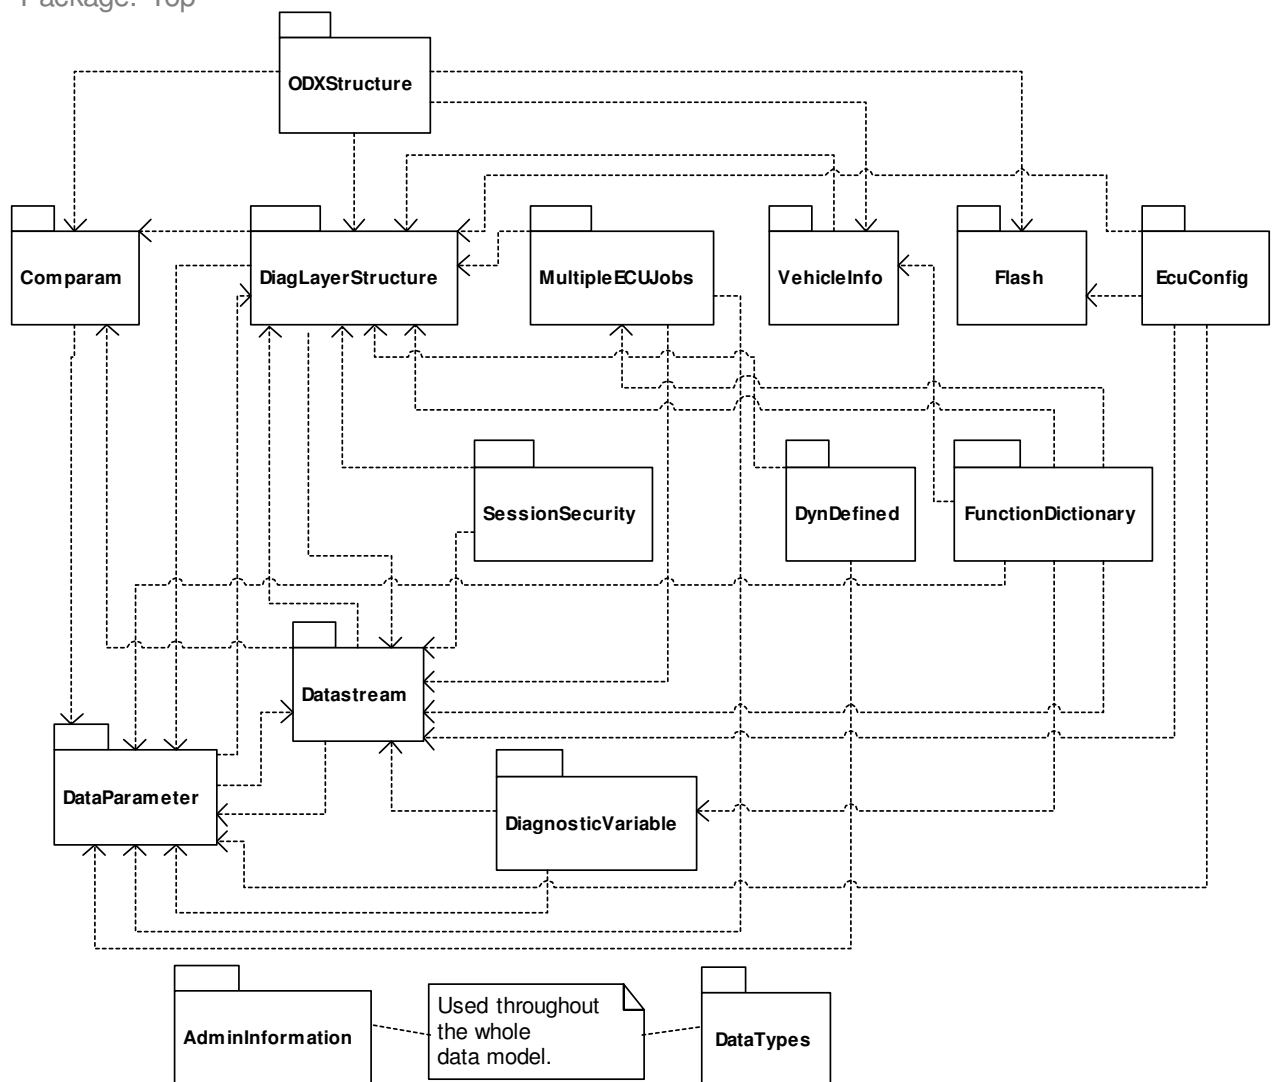 Package: Top
ODXStructure
Comparam
DiagLayerStructure
MultipleECUJobs
VehicleInfo
Flash
EcuConfig
SessionSecurity
DynDefined
FunctionDictionary
Datastream
DataParameter
DiagnosticVariable
AdminInformation
Used throughout
the whole
data model.
DataTypes